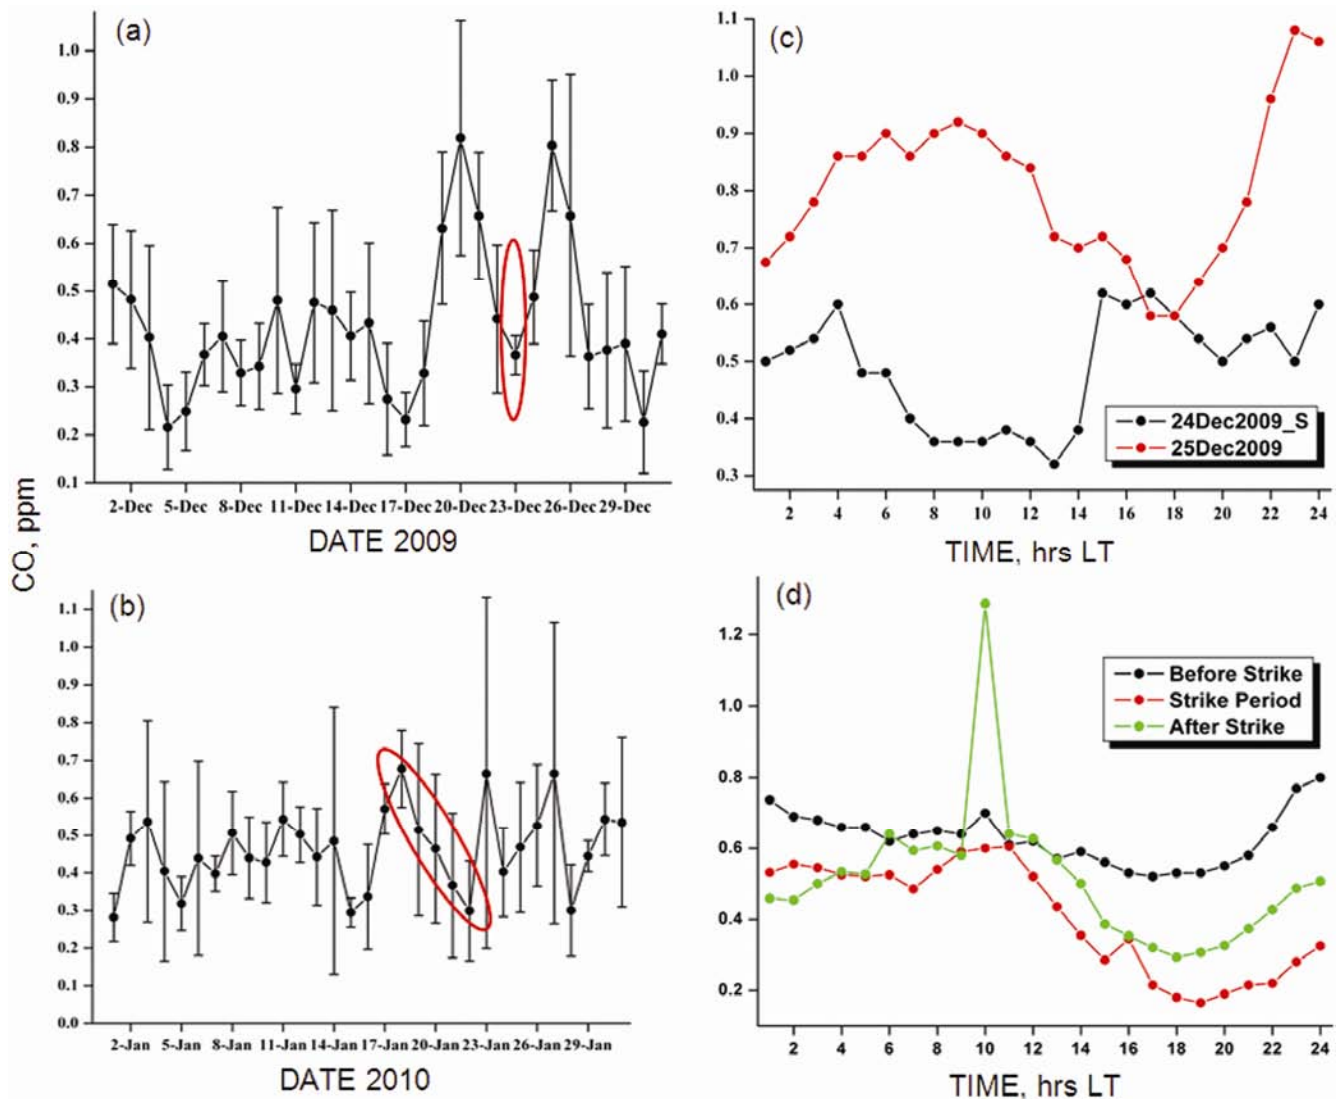 (a)
1.0
0.9
0.8
0.7
0.6
0.5
0.4
0.3
0.2
0.1
2-Dec 5-Dec 8-Dec 11-Dec 14-Dec 17-Dec 20-Dec 23-Dec 26-Dec 29-Dec
DATE 2009
(c)
1.1
1.0
0.9
0.8
0.7
0.6
0.5
0.4
0.3
24Dec2009_S
25Dec2009
2 4 6 8 10 12 14 16 18 20 22 24
TIME, hrs LT
CO, ppm
(b)
1.1
1.0
0.9
0.8
0.7
0.6
0.5
0.4
0.3
0.2
0.1
0.0
2-Jan 5-Jan 8-Jan 11-Jan 14-Jan 17-Jan 20-Jan 23-Jan 26-Jan 29-Jan
DATE 2010
(d)
1.2
1.0
0.8
0.6
0.4
0.2
Before Strike
Strike Period
After Strike
2 4 6 8 10 12 14 16 18 20 22 24
TIME, hrs LT